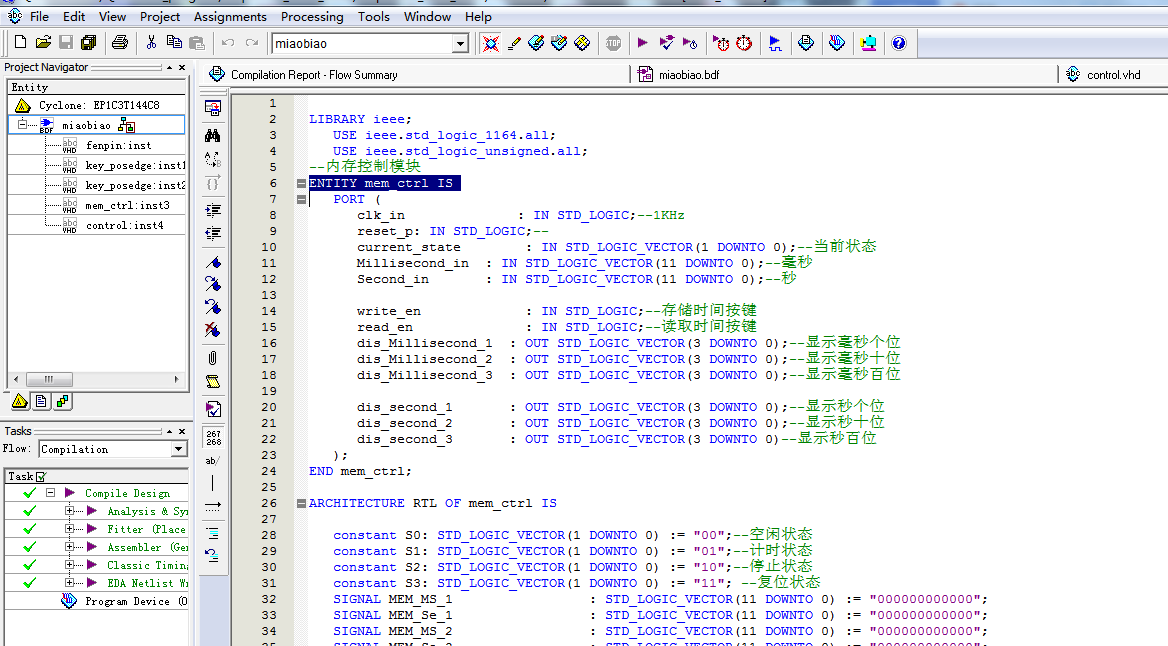 File Edit View Project Assignments Processing Tools Window Help
miaobiao
Project Navigator
Entity
Cyclone: EP1C3T144C8
miaobiao
fenpin:inst
key_posedge:inst1
key_posedge:inst2
mem_ctrl:inst3
control:inst4
Tasks
Flow: Compilation
Task
Compile Design
Analysis & Sy
Fitter (Place
Assembler (Ge
Classic Timin
EDA Netlist W
Program Device (O
Compilation Report - Flow Summary
miaobiao.bdf
control.vhd
267
268
ab/
1
2 LIBRARY ieee;
3 USE ieee.std_logic_1164.all;
4 USE ieee.std_logic_unsigned.all;
5 --内存控制模块
6 ENTITY mem_ctrl IS
7 PORT (
8 clk_in : IN STD_LOGIC;--1KHz
9 reset_p: IN STD_LOGIC;--
10 current_state : IN STD_LOGIC_VECTOR(1 DOWNTO 0);--当前状态
11 Millisecond_in : IN STD_LOGIC_VECTOR(11 DOWNTO 0);--毫秒
12 Second_in : IN STD_LOGIC_VECTOR(11 DOWNTO 0);--秒
13
14 write_en : IN STD_LOGIC;--存储时间按键
15 read_en : IN STD_LOGIC;--读取时间按键
16 dis_Millisecond_1 : OUT STD_LOGIC_VECTOR(3 DOWNTO 0);--显示毫秒个位
17 dis_Millisecond_2 : OUT STD_LOGIC_VECTOR(3 DOWNTO 0);--显示毫秒十位
18 dis_Millisecond_3 : OUT STD_LOGIC_VECTOR(3 DOWNTO 0);--显示毫秒百位
19
20 dis_second_1 : OUT STD_LOGIC_VECTOR(3 DOWNTO 0);--显示秒个位
21 dis_second_2 : OUT STD_LOGIC_VECTOR(3 DOWNTO 0);--显示秒十位
22 dis_second_3 : OUT STD_LOGIC_VECTOR(3 DOWNTO 0)--显示秒百位
23 );
24 END mem_ctrl;
25
26 ARCHITECTURE RTL OF mem_ctrl IS
27
28 constant S0: STD_LOGIC_VECTOR(1 DOWNTO 0) := "00";--空闲状态
29 constant S1: STD_LOGIC_VECTOR(1 DOWNTO 0) := "01";--计时状态
30 constant S2: STD_LOGIC_VECTOR(1 DOWNTO 0) := "10";--停止状态
31 constant S3: STD_LOGIC_VECTOR(1 DOWNTO 0) := "11"; --复位状态
32 SIGNAL MEM_MS_1 : STD_LOGIC_VECTOR(11 DOWNTO 0) := "000000000000";
33 SIGNAL MEM_Se_1 : STD_LOGIC_VECTOR(11 DOWNTO 0) := "000000000000";
34 SIGNAL MEM_MS_2 : STD_LOGIC_VECTOR(11 DOWNTO 0) := "000000000000";